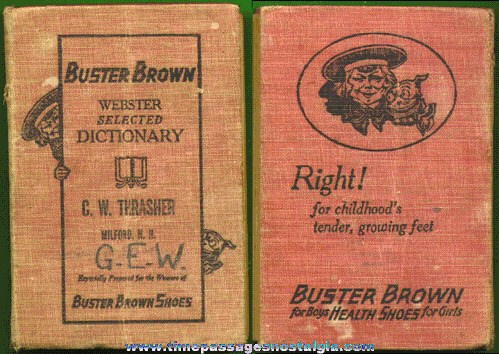 BUSTER BROWN
WEBSTER
SELECTED
DICTIONARY
C. W. THRASHER
MILFORD, N. H.
G-E-W.
Especially Prepared for the Wearers of
BUSTER BROWN SHOES
Right!
for childhood's
tender, growing feet
BUSTER BROWN
for Boys HEALTH SHOES for Girls
www.timepassagesnostalgia.com